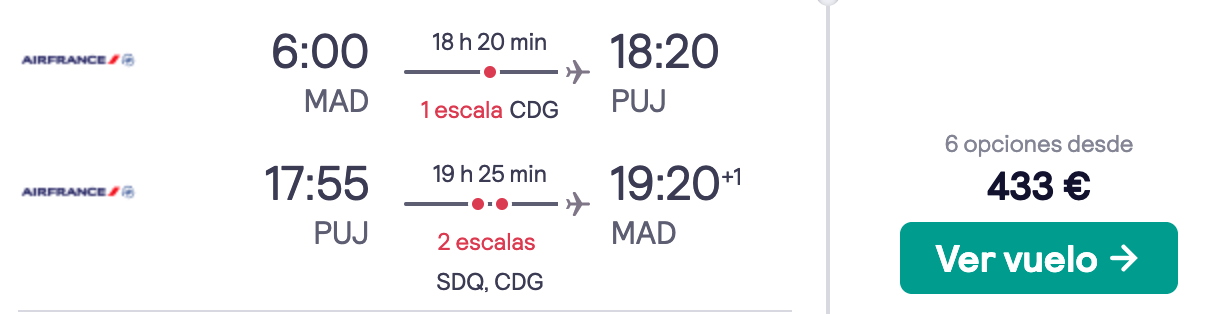 AIRFRANCE
6:00
MAD
18 h 20 min
1 escala CDG
18:20
PUJ
AIRFRANCE
17:55
PUJ
19 h 25 min
2 escalas
SDQ, CDG
19:20+1
MAD
6 opciones desde
433 €
Ver vuelo →